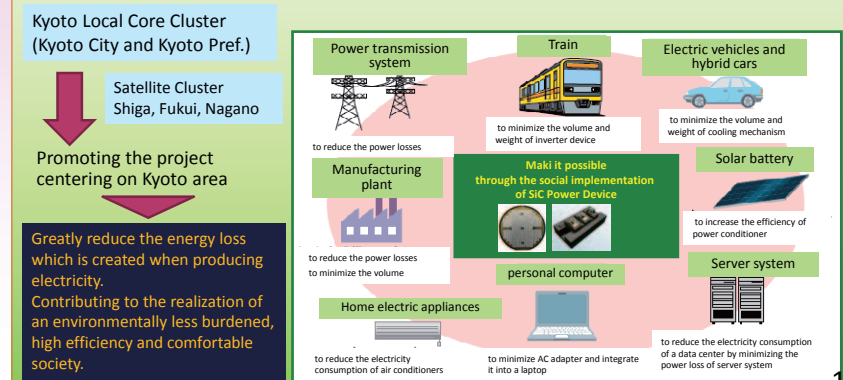 Kyoto Local Core Cluster
(Kyoto City and Kyoto Pref.)
Satellite Cluster
Shiga, Fukui, Nagano
Promoting the project
centering on Kyoto area
Greatly reduce the energy loss
which is created when producing
electricity.
Contributing to the realization of
an environmentally less burdened,
high efficiency and comfortable
society.
Power transmission
system
to reduce the power losses
Train
to minimize the volume and
weight of inverter device
Electric vehicles and
hybrid cars
to minimize the volume and
weight of cooling mechanism
Manufacturing
plant
to reduce the power losses
to minimize the volume
Maki it possible
through the social implementation
of SiC Power Device
Solar battery
to increase the efficiency of
power conditioner
Home electric appliances
to reduce the electricity
consumption of air conditioners
personal computer
to minimize AC adapter and integrate
it into a laptop
Server system
to reduce the electricity consumption
of a data center by minimizing the
power loss of server system